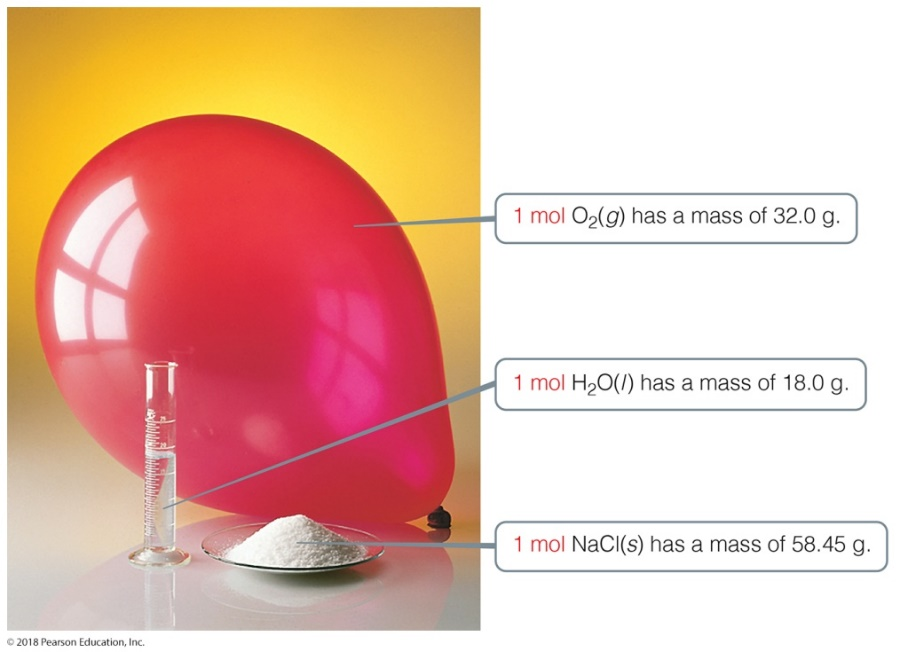 1 mol O₂(g) has a mass of 32.0 g.
1 mol H₂O(l) has a mass of 18.0 g.
20
1 mol NaCl(s) has a mass of 58.45 g.
© 2018 Pearson Education, Inc.